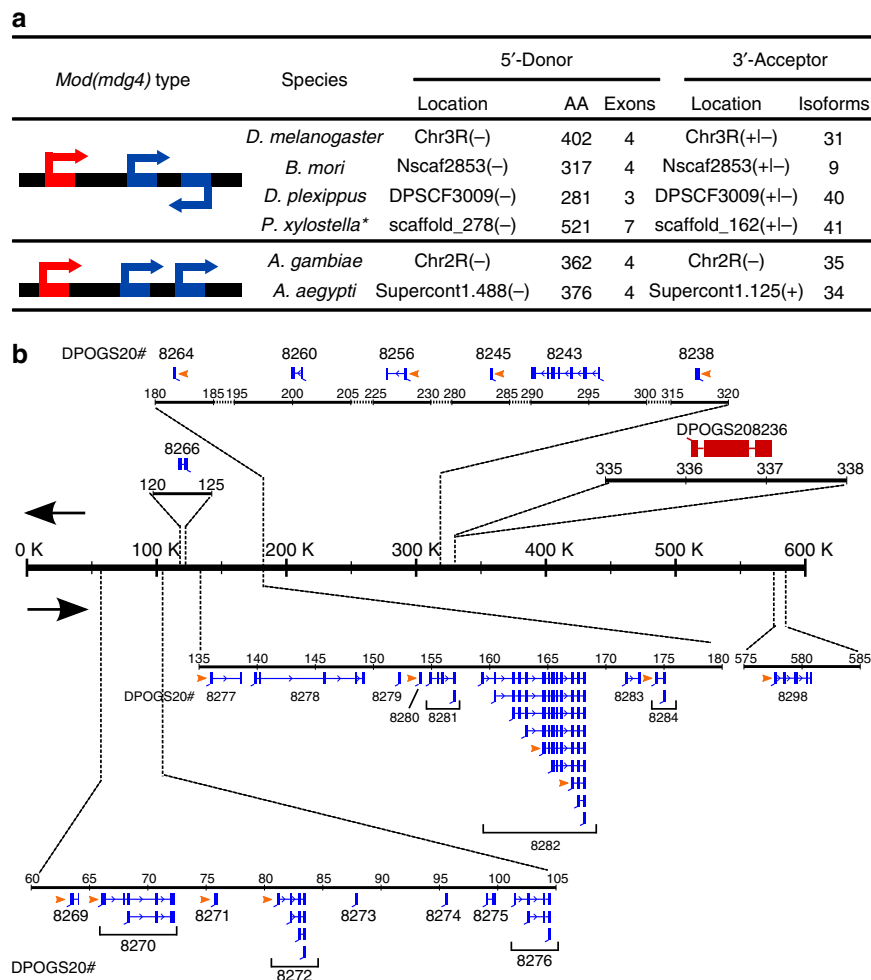 a
Mod(mdg4) type Species 5′-Donor 3′-Acceptor
Location AA Exons Location Isoforms
D. melanogaster Chr3R(–) 402 4 Chr3R(+|–) 31
B. mori Nscaf2853(–) 317 4 Nscaf2853(+|–) 9
D. plexippus DPSCF3009(–) 281 3 DPSCF3009(+|–) 40
P. xylostella* scaffold_278(–) 521 7 scaffold_162(+|–) 41
A. gambiae Chr2R(–) 362 4 Chr2R(–) 35
A. aegypti Supercont1.488(–) 376 4 Supercont1.125(+) 34
b
DPOGS20# 8264 8260 8256 8245 8243 8238
180 185 195 200 205 225 230 280 285 290 295 300 315 320
DPOGS208236
8266
335 336 337 338
120 125
0 K 100 K 200 K 300 K 400 K 500 K 600 K
135 140 145 150 155 160 165 170 175 180
575 580 585
DPOGS20# 8277 8278 8279 8280 8281 8282 8283 8284 8298
60 65 70 75 80 85 90 95 100 105
8269 8270 8271 8272 8273 8274 8275 8276
DPOGS20#